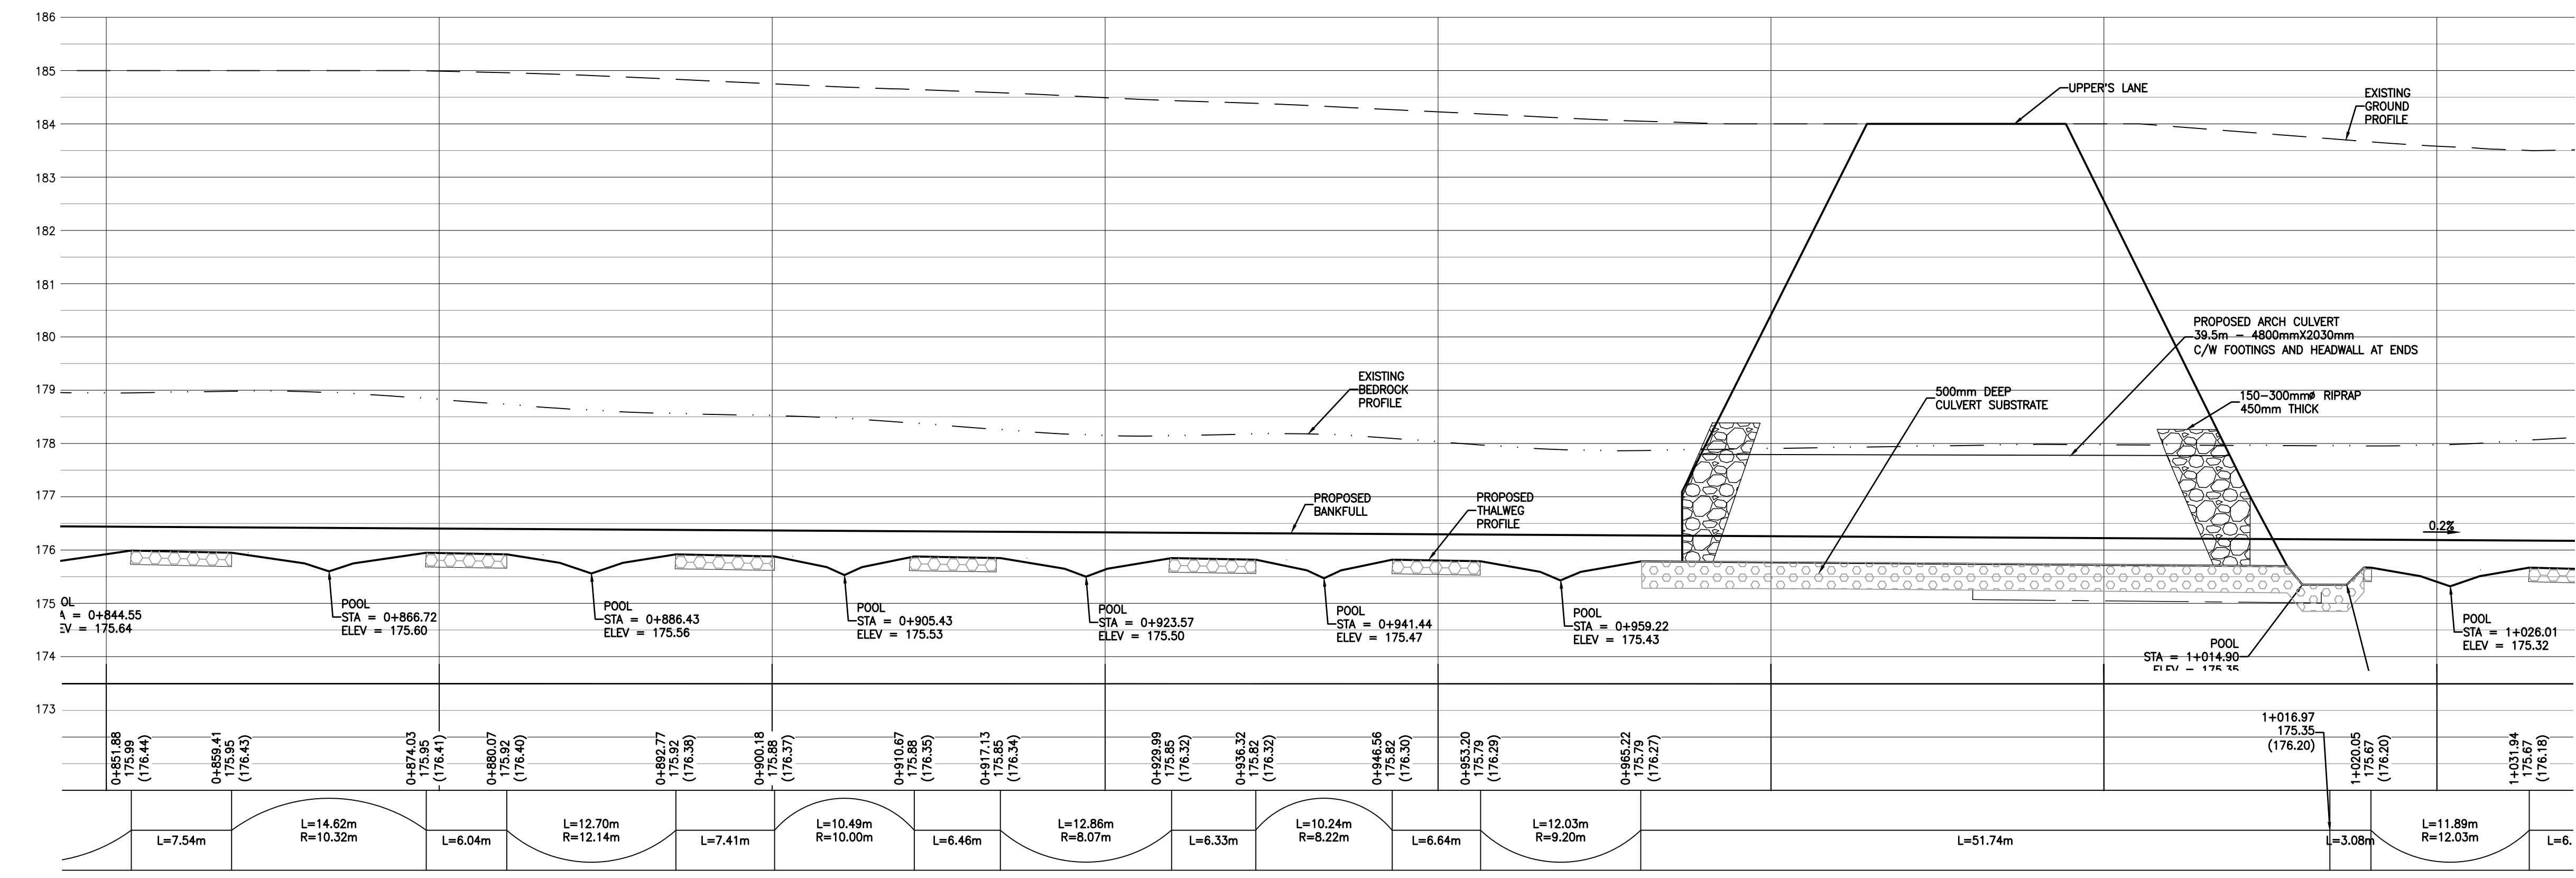 186
185
184
183
182
181
180
179
178
177
176
175
174
173
UPPER'S LANE
EXISTING
GROUND
PROFILE
PROPOSED ARCH CULVERT
39.5m - 4800mmX2030mm
C/W FOOTINGS AND HEADWALL AT ENDS
EXISTING
BEDROCK
PROFILE
500mm DEEP
CULVERT SUBSTRATE
150-300mmø RIPRAP
450mm THICK
PROPOSED
BANKFULL
PROPOSED
THALWEG
PROFILE
0.2%
OL
A = 0+844.55
EV = 175.64
POOL
STA = 0+866.72
ELEV = 175.60
POOL
STA = 0+886.43
ELEV = 175.56
POOL
STA = 0+905.43
ELEV = 175.53
POOL
STA = 0+923.57
ELEV = 175.50
POOL
STA = 0+941.44
ELEV = 175.47
POOL
STA = 0+959.22
ELEV = 175.43
POOL
STA = 1+014.90
ELEV = 175.35
POOL
STA = 1+026.01
ELEV = 175.32
0+851.88
175.99
(176.44)
0+859.41
175.95
(176.43)
0+874.03
175.95
(176.41)
0+880.07
175.92
(176.40)
0+892.77
175.92
(176.38)
0+900.18
175.88
(176.37)
0+910.67
175.88
(176.35)
0+917.13
175.85
(176.34)
0+929.99
175.85
(176.32)
0+936.32
175.82
(176.32)
0+946.56
175.82
(176.30)
0+953.20
175.79
(176.29)
0+965.22
175.79
(176.27)
1+016.97
175.35
(176.20)
1+020.05
175.67
(176.20)
1+031.94
175.67
(176.18)
L=7.54m
L=14.62m
R=10.32m
L=6.04m
L=12.70m
R=12.14m
L=7.41m
L=10.49m
R=10.00m
L=6.46m
L=12.86m
R=8.07m
L=6.33m
L=10.24m
R=8.22m
L=6.64m
L=12.03m
R=9.20m
L=51.74m
L=3.08m
L=11.89m
R=12.03m
L=6.